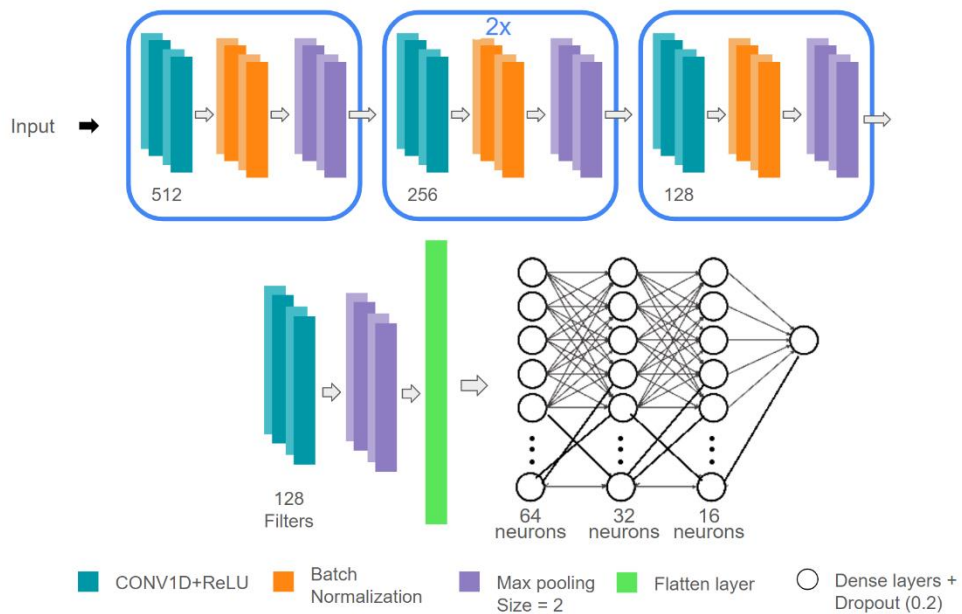 2x
Input
512
256
128
128
Filters
64
neurons
32
neurons
16
neurons
CONV1D+ReLU
Batch
Normalization
Max pooling
Size = 2
Flatten layer
Dense layers +
Dropout (0.2)